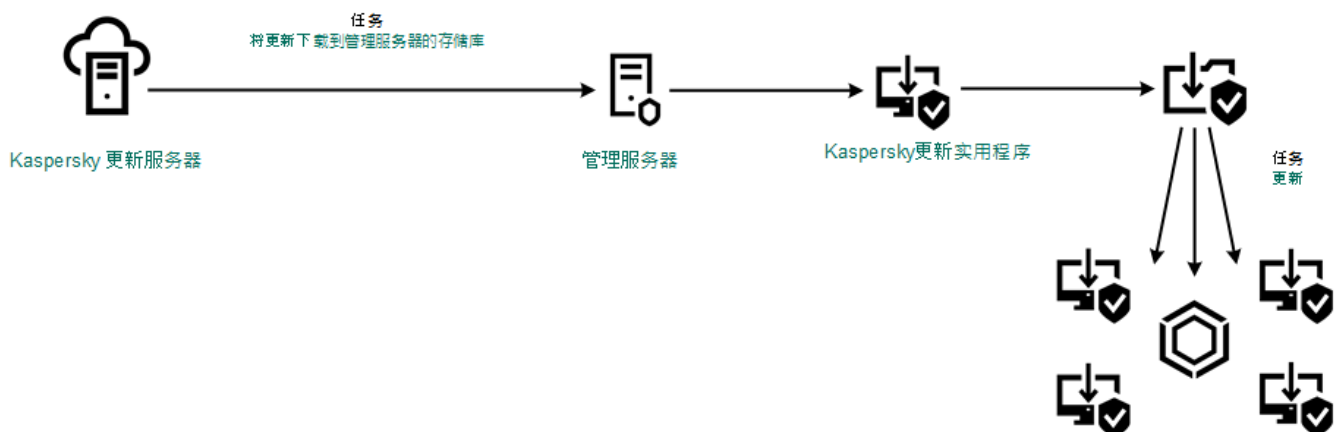 任务
将更新下载到管理服务器的存储库
Kaspersky 更新服务器
管理服务器
Kaspersky更新实用程序
任务
更新